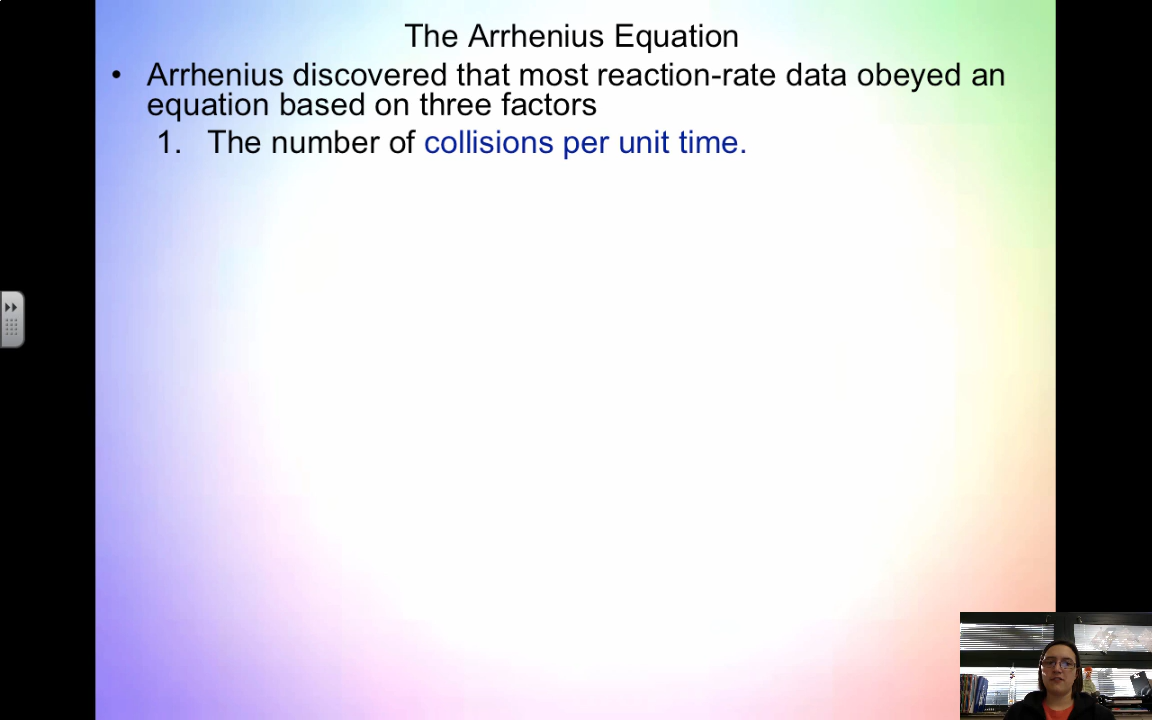 The Arrhenius Equation
• Arrhenius discovered that most reaction-rate data obeyed an
equation based on three factors
1. The number of collisions per unit time.